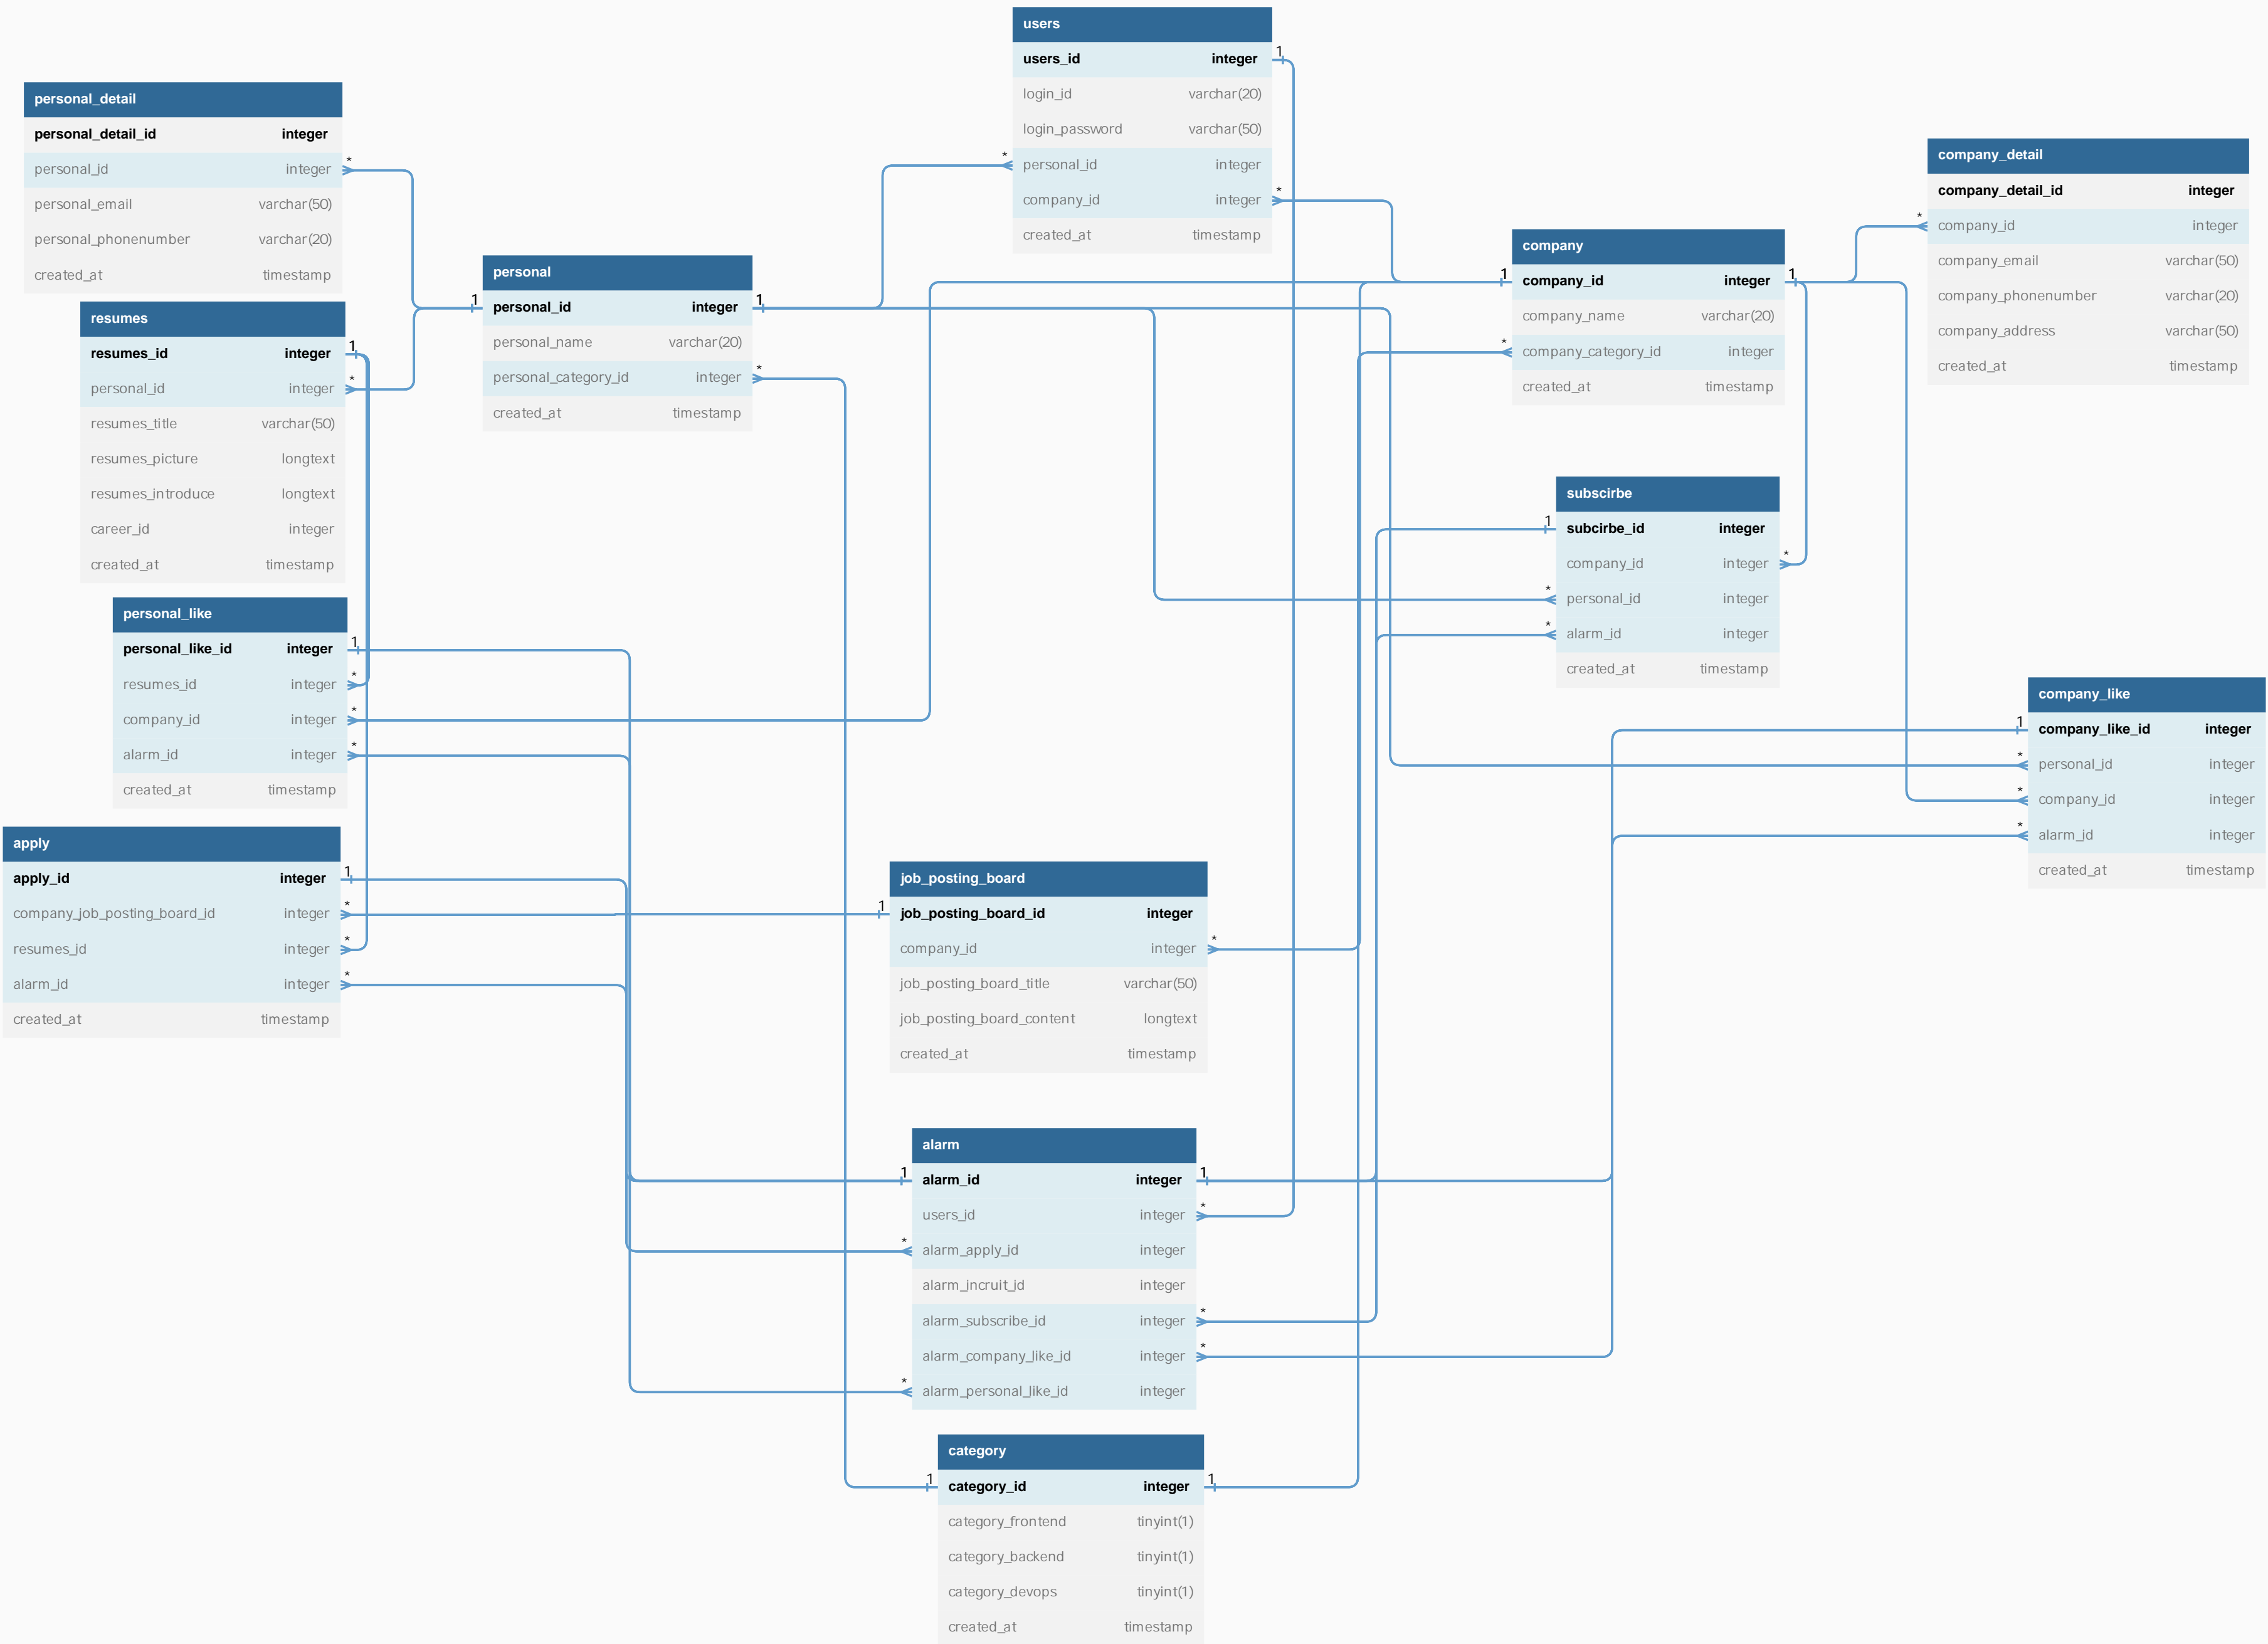 users
users_id integer
login_id varchar(20)
login_password varchar(50)
personal_id integer
company_id integer
created_at timestamp
personal_detail
personal_detail_id integer
personal_id integer
personal_email varchar(50)
personal_phonenumber varchar(20)
created_at timestamp
company_detail
company_detail_id integer
company_id integer
company_email varchar(50)
company_phonenumber varchar(20)
company_address varchar(50)
created_at timestamp
company
company_id integer
company_name varchar(20)
company_category_id integer
created_at timestamp
personal
personal_id integer
personal_name varchar(20)
personal_category_id integer
created_at timestamp
resumes
resumes_id integer
personal_id integer
resumes_title varchar(50)
resumes_picture longtext
resumes_introduce longtext
career_id integer
created_at timestamp
subscirbe
subcirbe_id integer
company_id integer
personal_id integer
alarm_id integer
created_at timestamp
personal_like
personal_like_id integer
resumes_id integer
company_id integer
alarm_id integer
created_at timestamp
company_like
company_like_id integer
personal_id integer
company_id integer
alarm_id integer
created_at timestamp
apply
apply_id integer
company_job_posting_board_id integer
resumes_id integer
alarm_id integer
created_at timestamp
job_posting_board
job_posting_board_id integer
company_id integer
job_posting_board_title varchar(50)
job_posting_board_content longtext
created_at timestamp
alarm
alarm_id integer
users_id integer
alarm_apply_id integer
alarm_incruit_id integer
alarm_subscribe_id integer
alarm_company_like_id integer
alarm_personal_like_id integer
category
category_id integer
category_frontend tinyint(1)
category_backend tinyint(1)
category_devops tinyint(1)
created_at timestamp